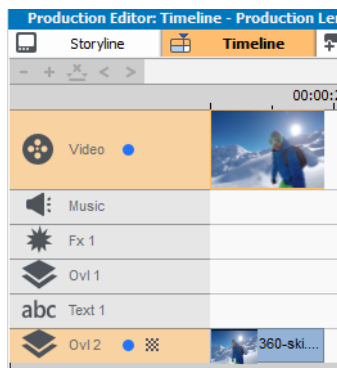 Production Editor: Timeline - Production Le
Storyline
Timeline
- + < >
00:00:
Video
Music
Fx 1
Ovl 1
abc Text 1
Ovl 2
360-ski....